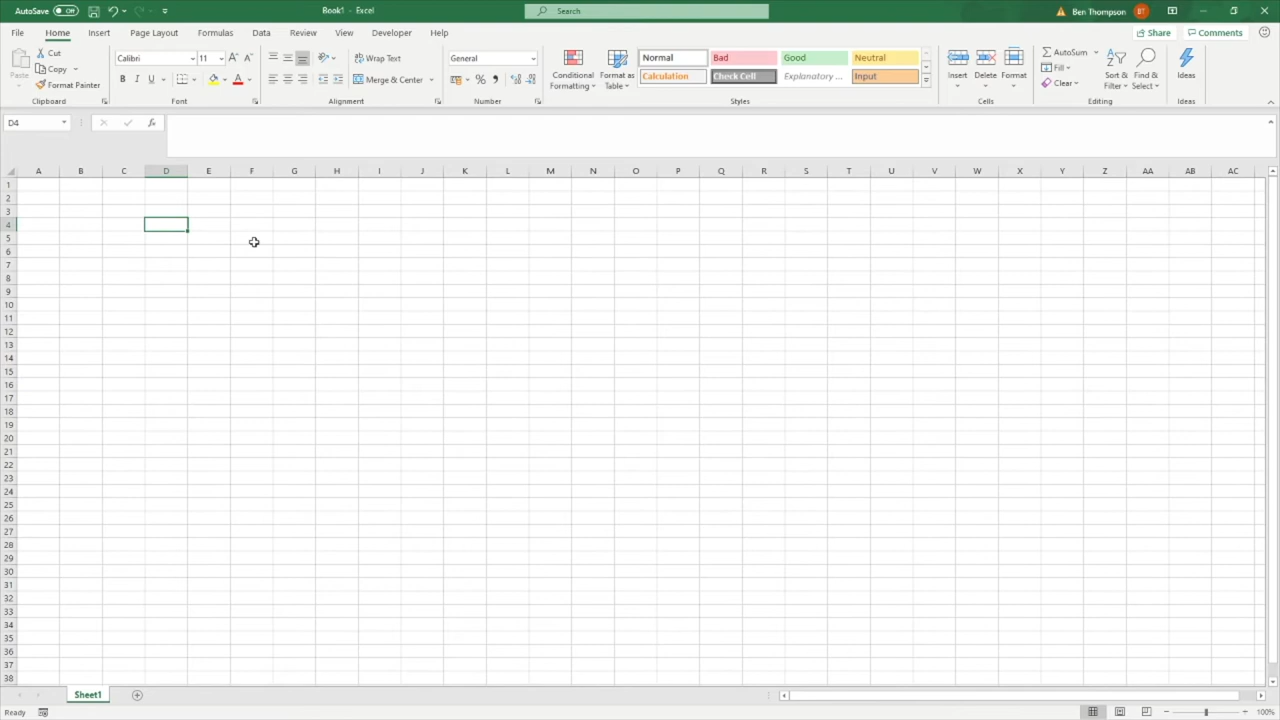 AutoSave Off Book1 - Excel Search Ben Thompson BT
File Home Insert Page Layout Formulas Data Review View Developer Help Share Comments
Paste Cut Copy Format Painter Clipboard
Calibri 11 B I U A Font
Wrap Text Merge & Center Alignment
General % Number
Conditional Formatting Format as Table
Normal Bad Good Neutral
Calculation Check Cell Explanatory ... Input
Styles
Insert Delete Format Cells
AutoSum Fill Clear Sort & Filter Find & Select Editing
Ideas Ideas
D4 fx
A B C D E F G H I J K L M N O P Q R S T U V W X Y Z AA AB AC
1
2
3
4
5
6
7
8
9
10
11
12
13
14
15
16
17
18
19
20
21
22
23
24
25
26
27
28
29
30
31
32
33
34
35
36
37
38
Sheet1
Ready 100%